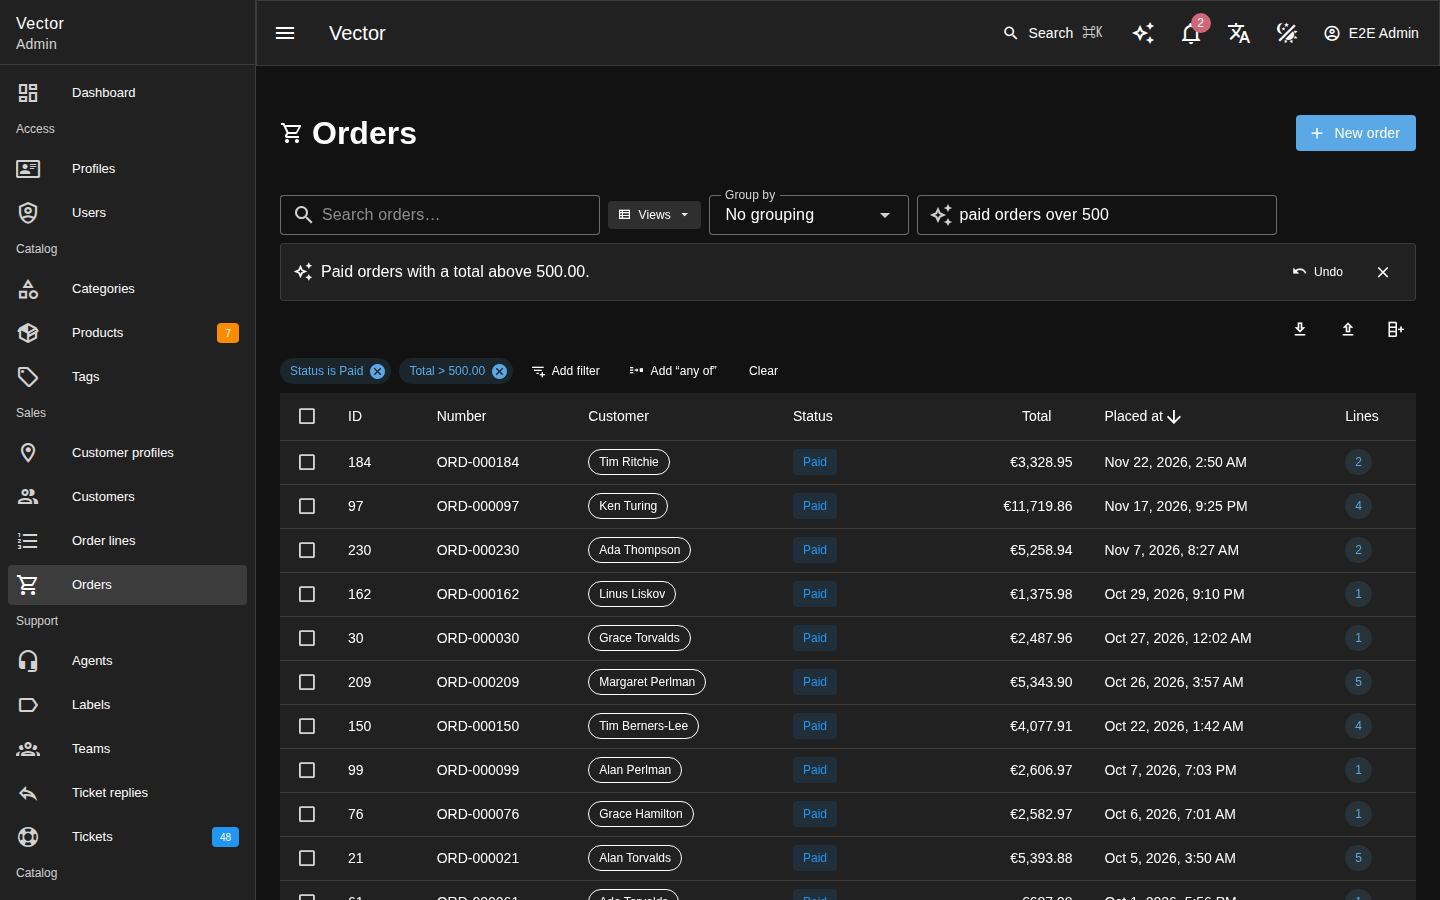 Vector
Admin
Dashboard
Access
Profiles
Users
Catalog
Categories
Products 7
Tags
Sales
Customer profiles
Customers
Order lines
Orders
Support
Agents
Labels
Teams
Ticket replies
Tickets 48
Catalog
Vector
Search ⌘K
2
E2E Admin
Orders
New order
Search orders…
Views
Group by
No grouping
paid orders over 500
Paid orders with a total above 500.00.
Undo
Status is Paid
Total > 500.00
Add filter
Add “any of”
Clear
ID Number Customer Status Total Placed at Lines
184 ORD-000184 Tim Ritchie Paid €3,328.95 Nov 22, 2026, 2:50 AM 2
97 ORD-000097 Ken Turing Paid €11,719.86 Nov 17, 2026, 9:25 PM 4
230 ORD-000230 Ada Thompson Paid €5,258.94 Nov 7, 2026, 8:27 AM 2
162 ORD-000162 Linus Liskov Paid €1,375.98 Oct 29, 2026, 9:10 PM 1
30 ORD-000030 Grace Torvalds Paid €2,487.96 Oct 27, 2026, 12:02 AM 1
209 ORD-000209 Margaret Perlman Paid €5,343.90 Oct 26, 2026, 3:57 AM 5
150 ORD-000150 Tim Berners-Lee Paid €4,077.91 Oct 22, 2026, 1:42 AM 4
99 ORD-000099 Alan Perlman Paid €2,606.97 Oct 7, 2026, 7:03 PM 1
76 ORD-000076 Grace Hamilton Paid €2,582.97 Oct 6, 2026, 7:01 AM 1
21 ORD-000021 Alan Torvalds Paid €5,393.88 Oct 5, 2026, 3:50 AM 5